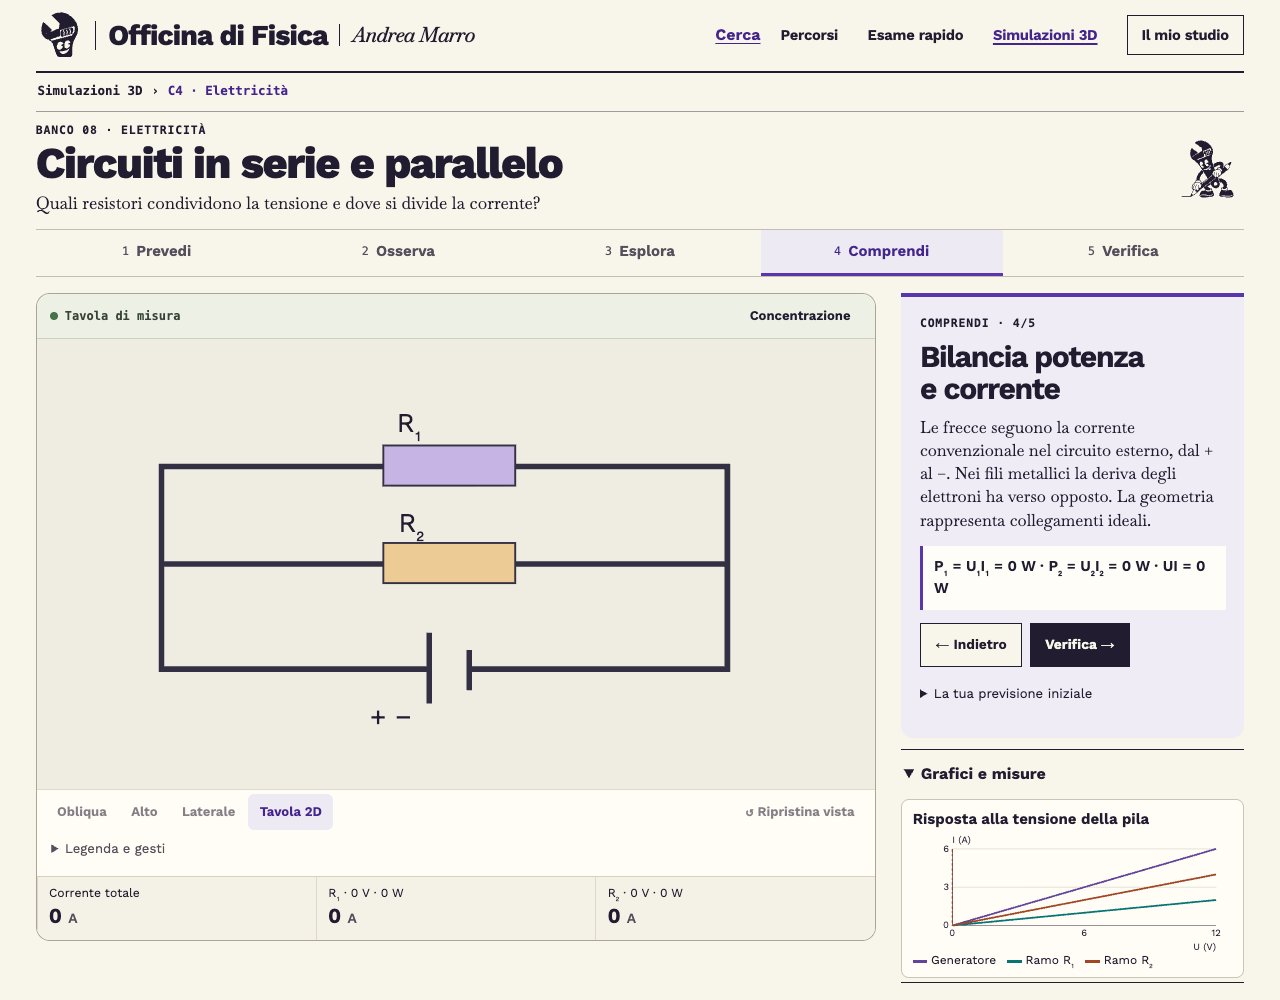 Officina di Fisica
Andrea Marro
Cerca
Percorsi
Esame rapido
Simulazioni 3D
Il mio studio
Simulazioni 3D › C4 · Elettricità
BANCO 08 · ELETTRICITÀ
Circuiti in serie e parallelo
Quali resistori condividono la tensione e dove si divide la corrente?
1 Prevedi
2 Osserva
3 Esplora
4 Comprendi
5 Verifica
Tavola di misura
Concentrazione
R₁
R₂
+ −
Obliqua
Alto
Laterale
Tavola 2D
↺ Ripristina vista
▶ Legenda e gesti
Corrente totale
0 A
R₁ · 0 V · 0 W
0 A
R₂ · 0 V · 0 W
0 A
COMPRENDI · 4/5
Bilancia potenza
e corrente
Le frecce seguono la corrente
convenzionale nel circuito esterno, dal +
al −. Nei fili metallici la deriva degli
elettroni ha verso opposto. La geometria
rappresenta collegamenti ideali.
P₁ = U₁I₁ = 0 W · P₂ = U₂I₂ = 0 W · UI = 0
W
← Indietro
Verifica →
▶ La tua previsione iniziale
▼ Grafici e misure
Risposta alla tensione della pila
I (A)
6
3
0
0
6
12
U (V)
Generatore
Ramo R₁
Ramo R₂